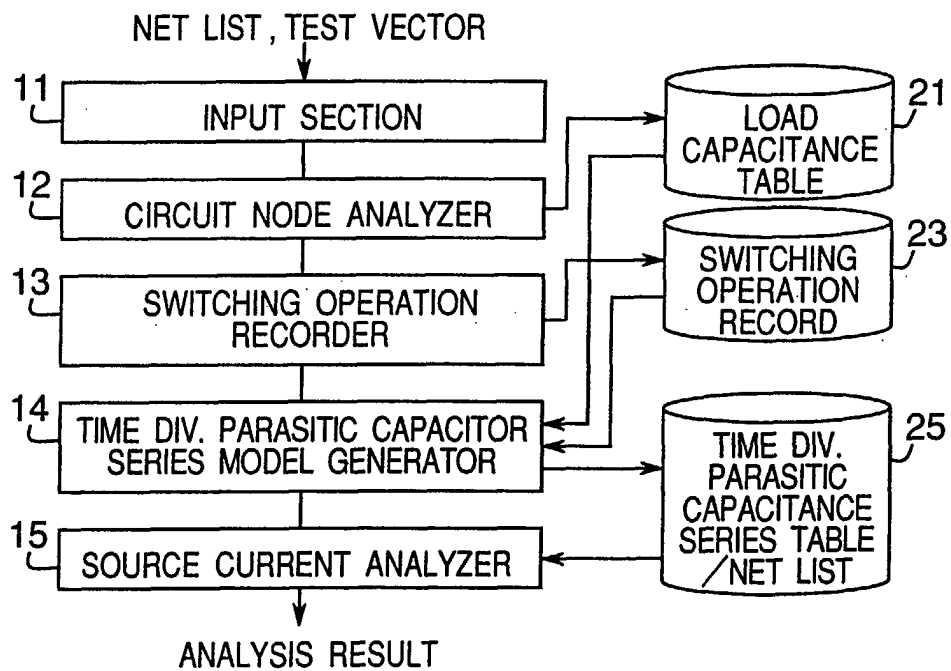 NET LIST , TEST VECTOR
11
INPUT SECTION
12
CIRCUIT NODE ANALYZER
13
SWITCHING OPERATION
RECORDER
14
TIME DIV. PARASITIC CAPACITOR
SERIES MODEL GENERATOR
15
SOURCE CURRENT ANALYZER
ANALYSIS RESULT
21
LOAD
CAPACITANCE
TABLE
23
SWITCHING
OPERATION
RECORD
25
TIME DIV.
PARASITIC
CAPACITANCE
SERIES TABLE
/NET LIST